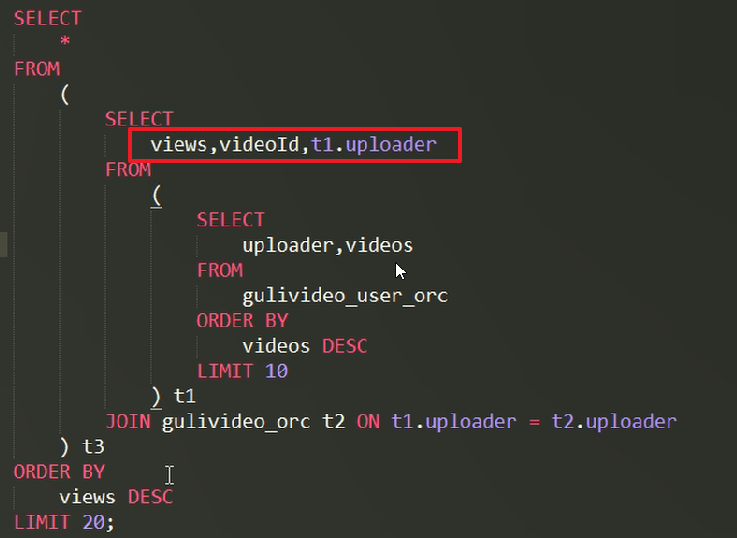 SELECT
*
FROM
(
SELECT
views,videoId,t1.uploader
FROM
(
SELECT
uploader,videos
FROM
gulivideo_user_orc
ORDER BY
videos DESC
LIMIT 10
) t1
JOIN gulivideo_orc t2 ON t1.uploader = t2.uploader
) t3
ORDER BY
views DESC
LIMIT 20;